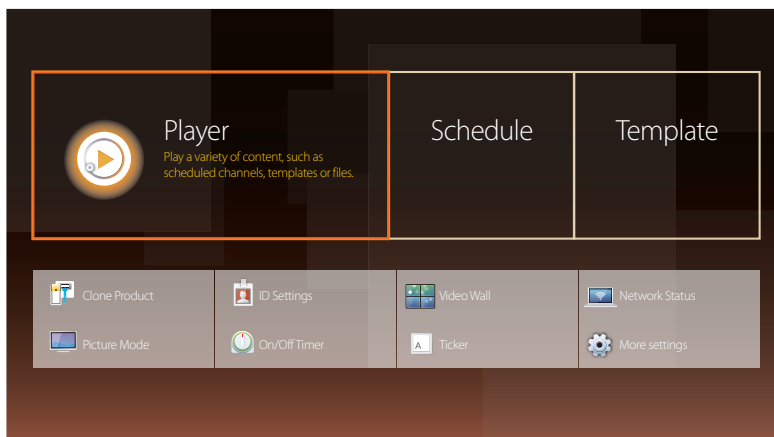 Player
Play a variety of content, such as
scheduled channels, templates or files.
Schedule
Template
Clone Product
ID Settings
Video Wall
Network Status
Picture Mode
On/Off Timer
A
Ticker
More settings